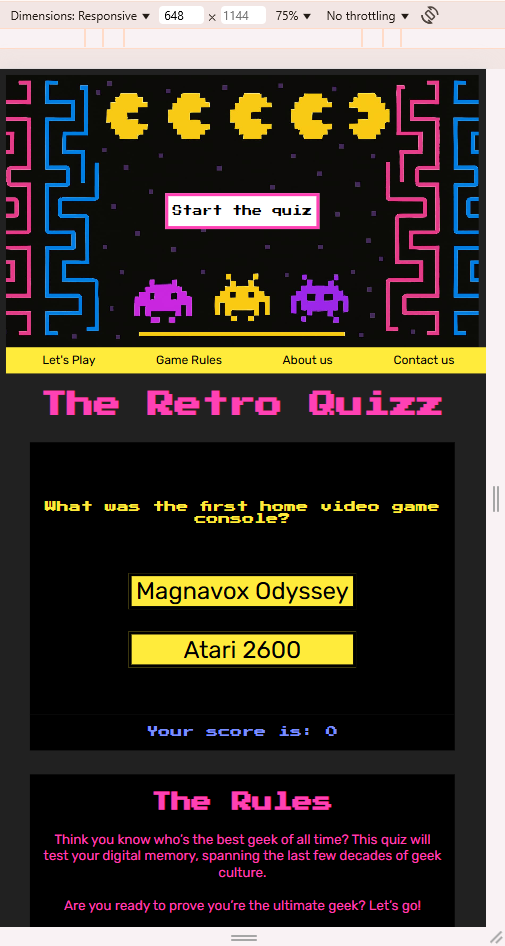 Dimensions: Responsive 648 x 1144 75% No throttling
Start the quiz
Let's Play Game Rules About us Contact us
The Retro Quizz
What was the first home video game
console?
Magnavox Odyssey
Atari 2600
Your score is: 0
The Rules
Think you know who's the best geek of all time? This quiz will
test your digital memory, spanning the last few decades of geek
culture.
Are you ready to prove you're the ultimate geek? Let's go!